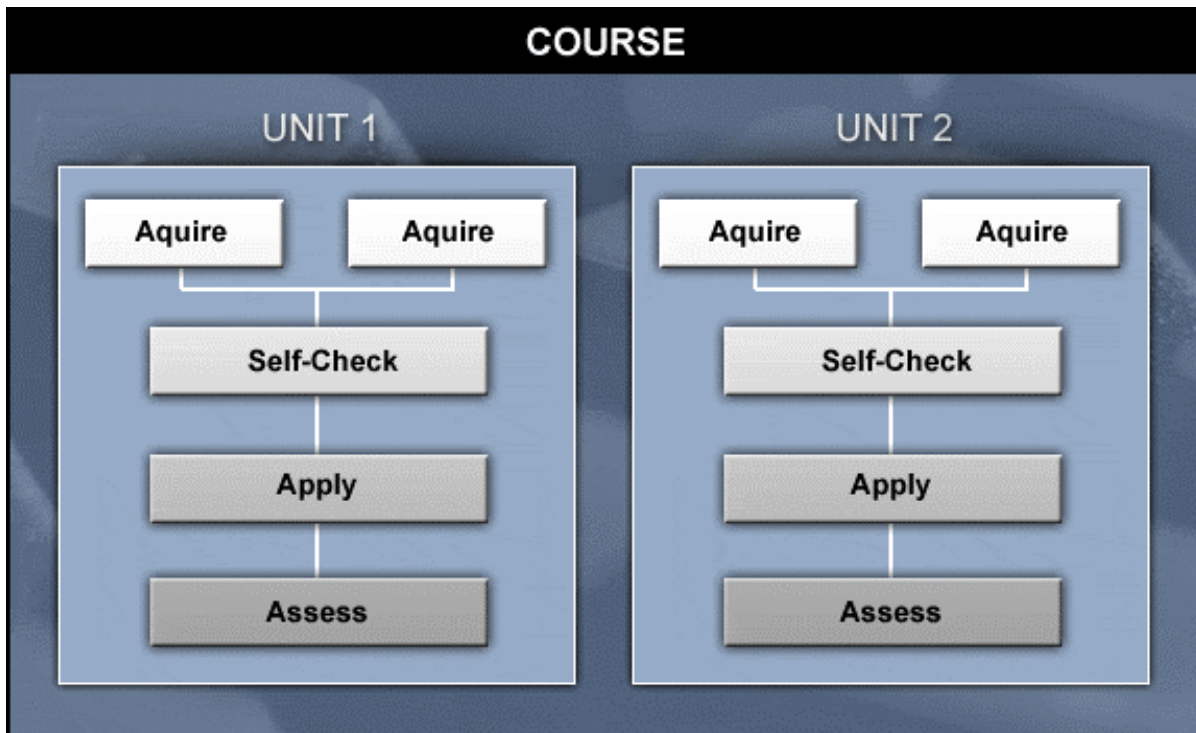 COURSE
UNIT 1
Aquire
Aquire
Self-Check
Apply
Assess
UNIT 2
Aquire
Aquire
Self-Check
Apply
Assess